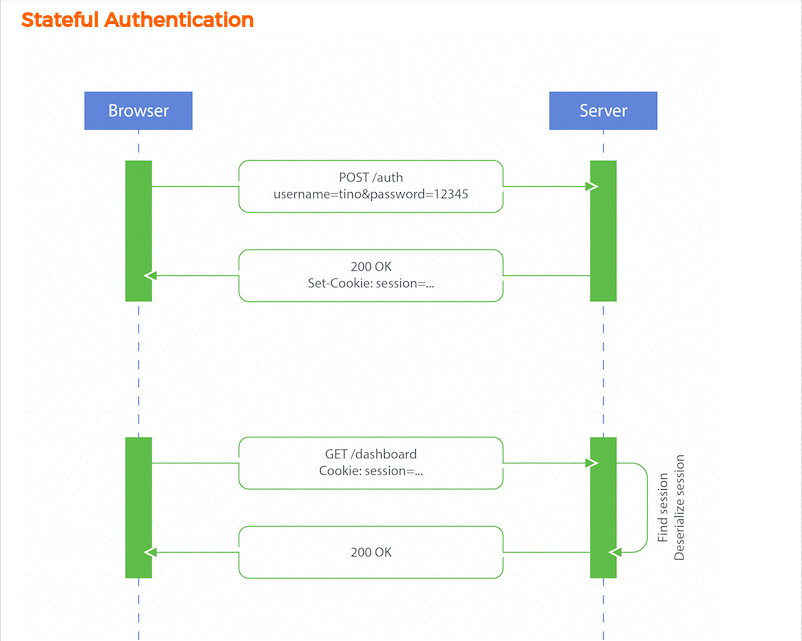 Stateful Authentication
Browser
Server
POST /auth
username=tino&password=12345
200 OK
Set-Cookie: session=...
GET /dashboard
Cookie: session=...
Find session
Deserialize session
200 OK